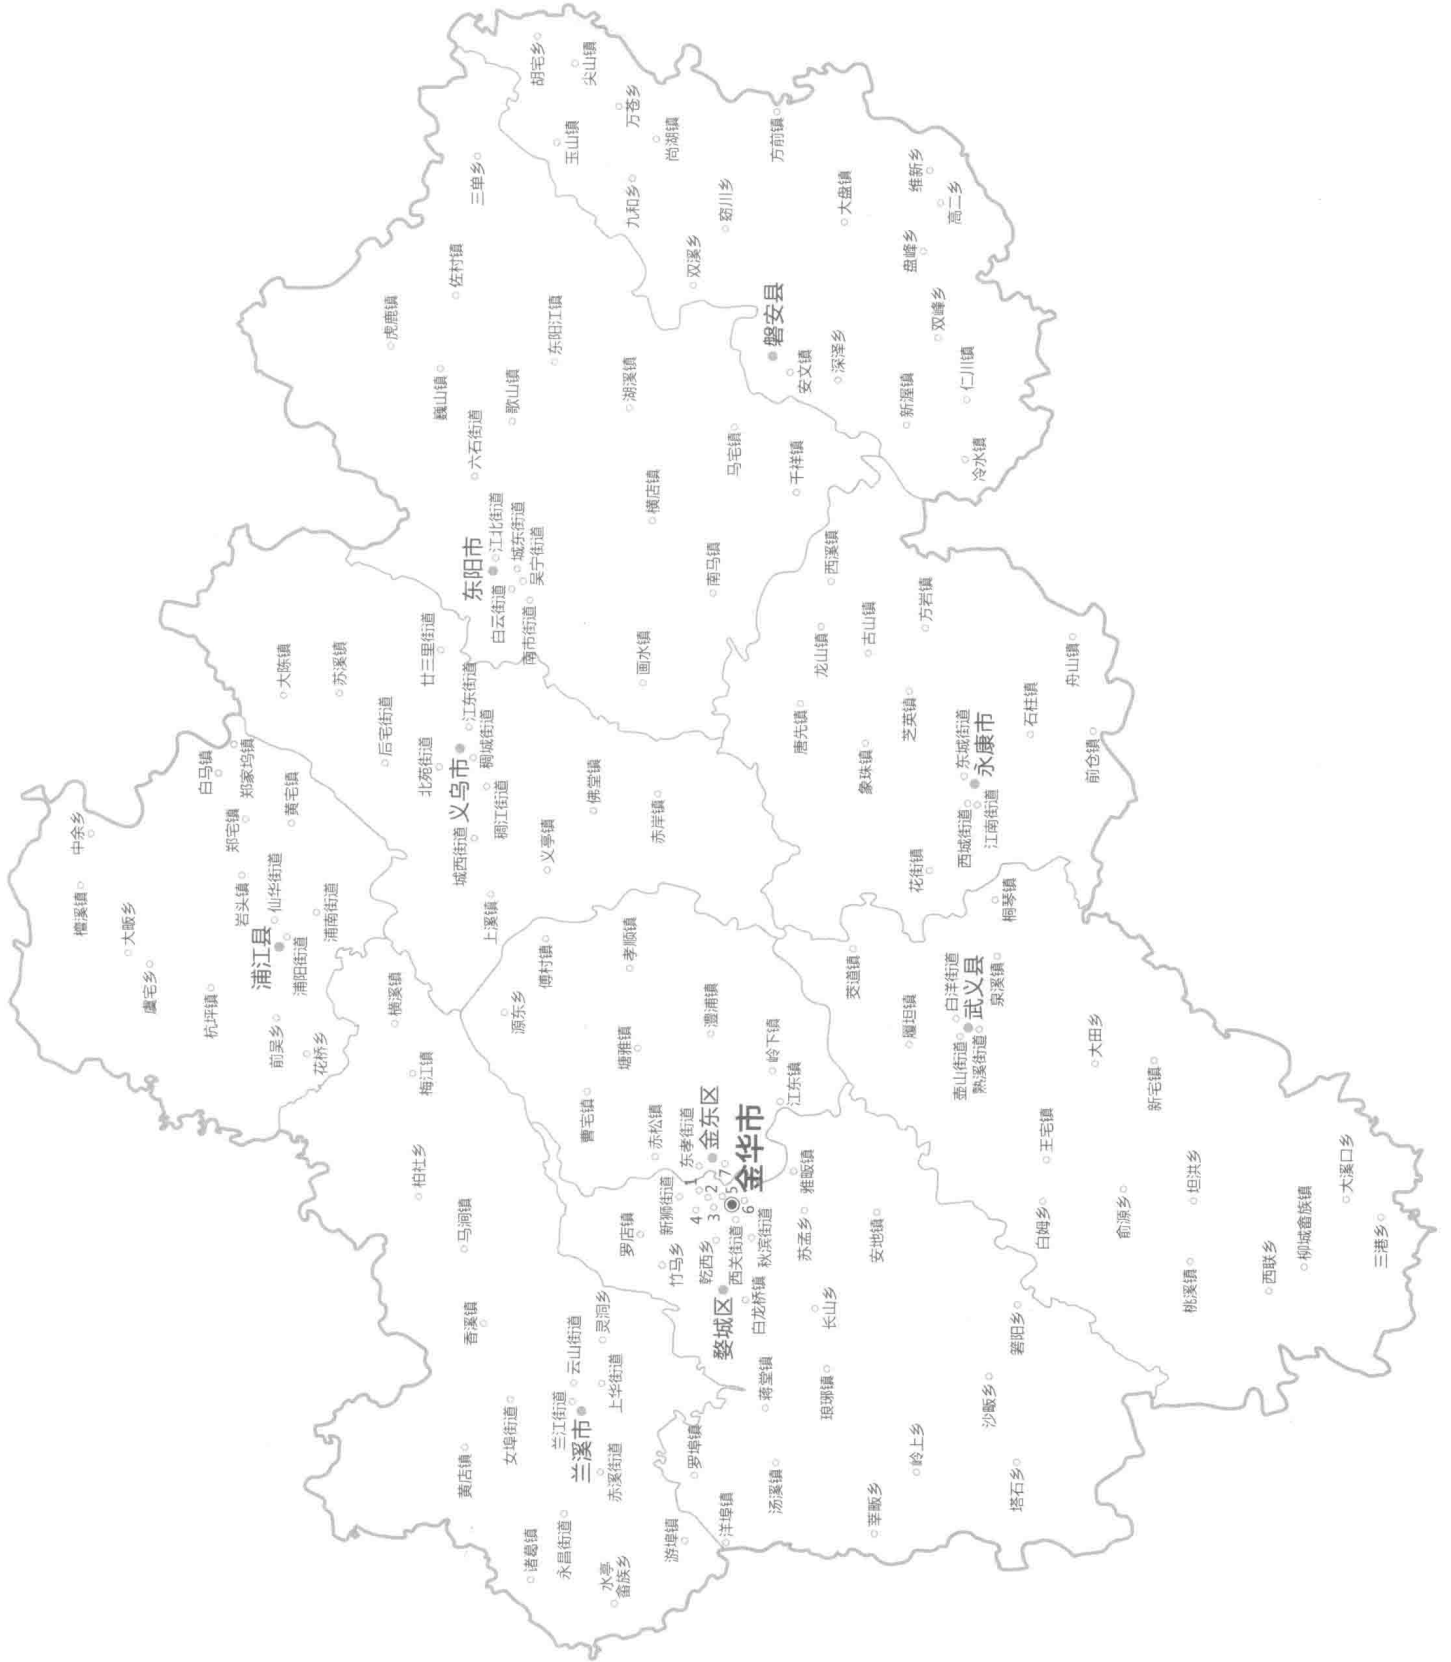 中余乡
檀溪镇
大畈乡
虞宅乡
杭坪镇
白马镇
郑家坞镇
郑宅镇
黄宅镇
岩头镇
仙华街道
浦江县
浦阳街道
浦南街道
前吴乡
花桥乡
横溪镇
梅江镇
柏社乡
马涧镇
香溪镇
女埠街道
黄店镇
诸葛镇
永昌街道
水亭
畲族乡
游埠镇
赤溪街道
兰溪市
兰江街道
云山街道
上华街道
灵洞乡
大陈镇
苏溪镇
后宅街道
廿三里街道
北苑街道
义乌市
江东街道
稠城街道
稠江街道
城西街道
上溪镇
义亭镇
佛堂镇
赤岸镇
东阳市
江北街道
城东街道
吴宁街道
白云街道
南市街道
六石街道
巍山镇
虎鹿镇
佐村镇
三单乡
歌山镇
东阳江镇
湖溪镇
马宅镇
千祥镇
横店镇
南马镇
画水镇
胡宅乡
尖山镇
万苍乡
玉山镇
尚湖镇
方前镇
九和乡
窈川乡
双溪乡
大盘镇
维新乡
高二乡
盘峰乡
双峰乡
磐安县
安文镇
深泽乡
新渥镇
仁川镇
冷水镇
西溪镇
龙山镇
古山镇
方岩镇
舟山镇
唐先镇
芝英镇
石柱镇
象珠镇
东城街道
永康市
前仓镇
西城街道
江南街道
花街镇
桐琴镇
茭道镇
履坦镇
白洋街道
武义县
泉溪镇
壶山街道
熟溪街道
大田乡
新宅镇
王宅镇
白姆乡
俞源乡
坦洪乡
大溪口乡
柳城畲族镇
三港乡
西联乡
桃溪镇
傅村镇
孝顺镇
源东乡
塘雅镇
澧浦镇
岭下镇
江东镇
曹宅镇
赤松镇
东孝街道
金东区
金华市
1
2
3
4
5
6
7
新狮街道
罗店镇
竹马乡
乾西乡
西关街道
秋滨街道
婺城区
白龙桥镇
雅畈镇
苏孟乡
安地镇
长山乡
蒋堂镇
琅琊镇
罗埠镇
洋埠镇
汤溪镇
莘畈乡
岭上乡
塔石乡
沙畈乡
箬阳乡